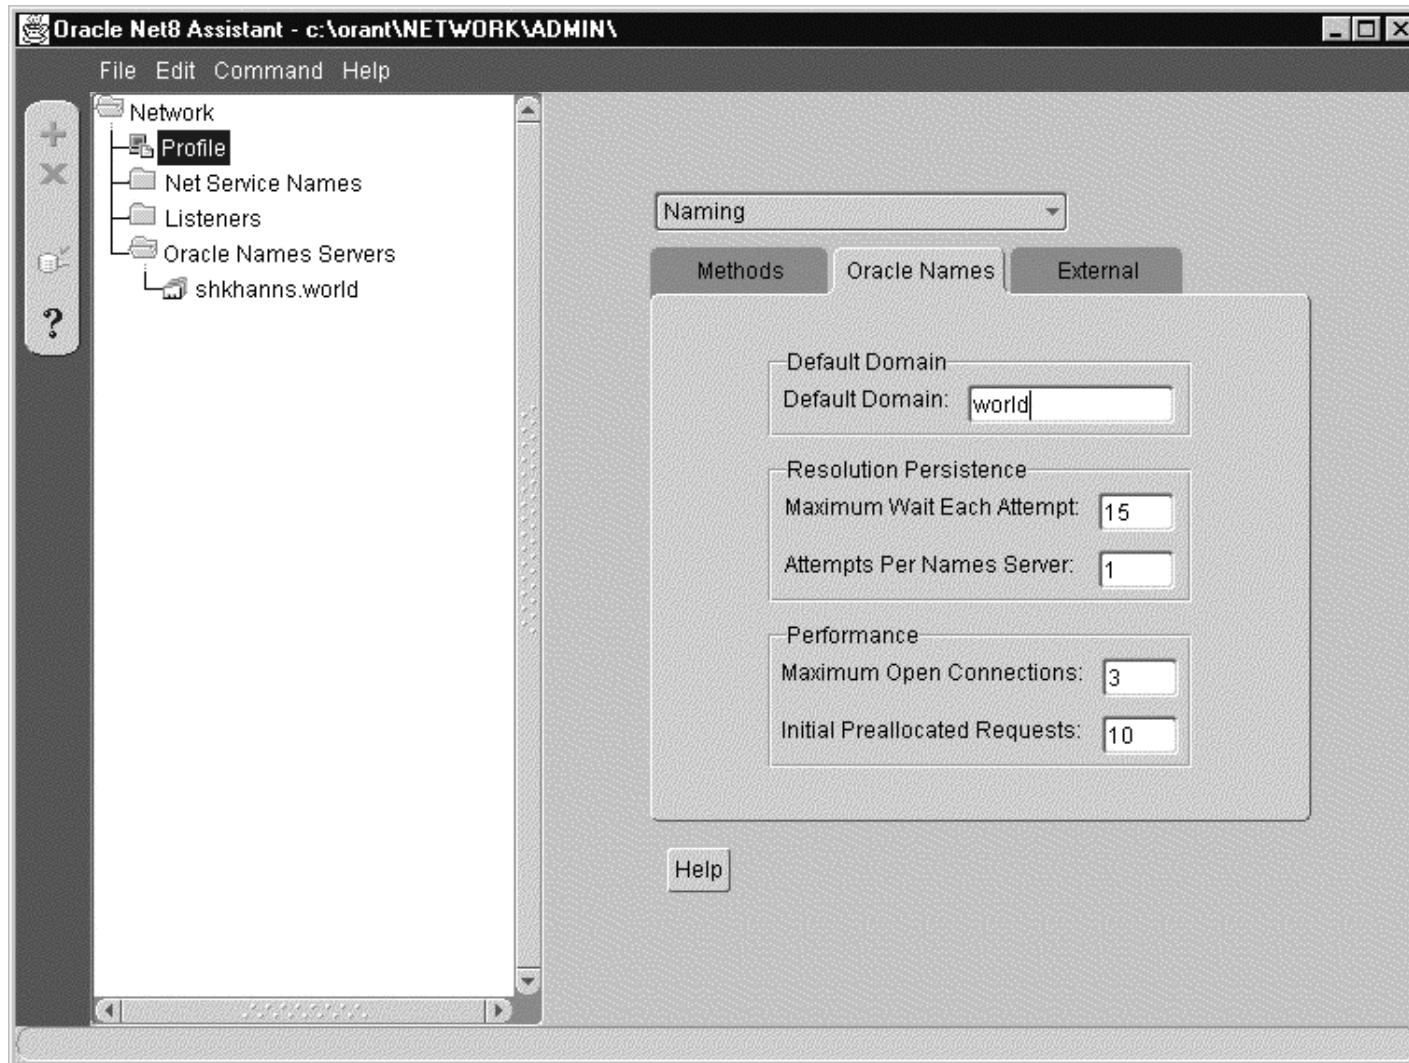 Oracle Net8 Assistant - c:\orant\NETWORK\ADMIN\
File Edit Command Help
Network
Profile
Net Service Names
Listeners
Oracle Names Servers
shkhanns.world
?
Naming
Methods Oracle Names External
Default Domain
Default Domain: world
Resolution Persistence
Maximum Wait Each Attempt: 15
Attempts Per Names Server: 1
Performance
Maximum Open Connections: 3
Initial Preallocated Requests: 10
Help